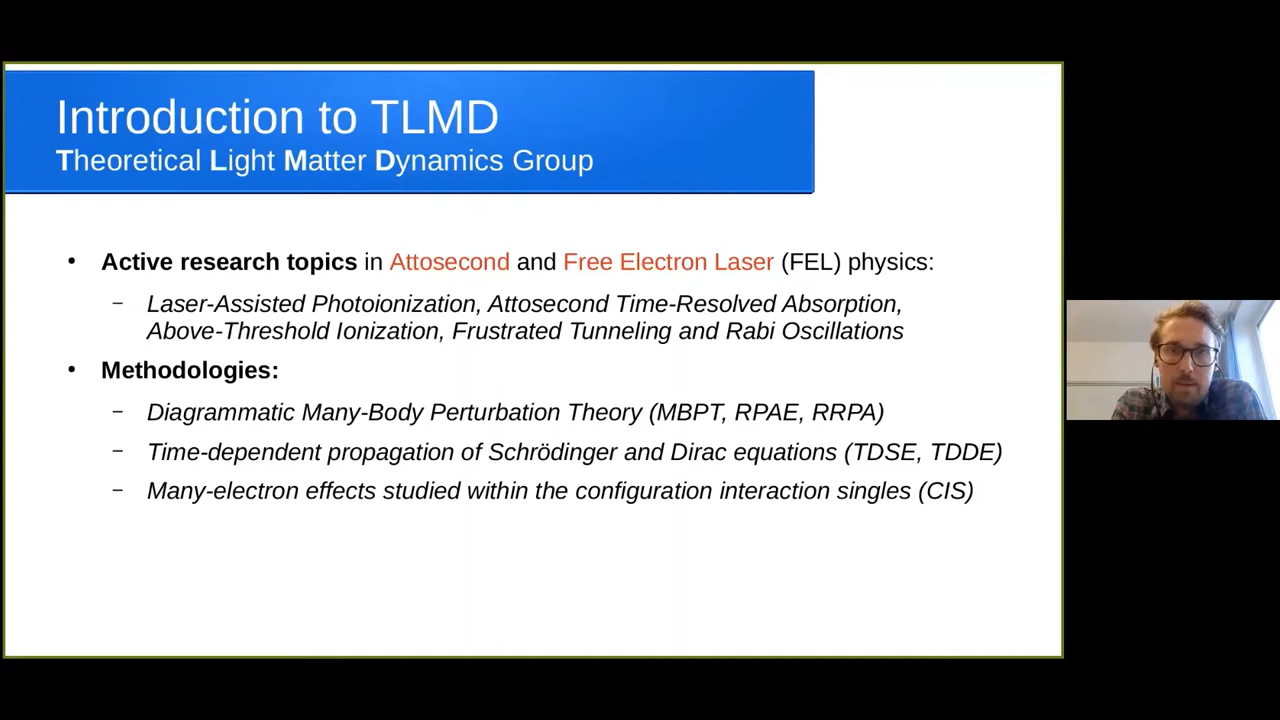 Introduction to TLMD
Theoretical Light Matter Dynamics Group
• Active research topics in Attosecond and Free Electron Laser (FEL) physics:
– Laser-Assisted Photoionization, Attosecond Time-Resolved Absorption,
Above-Threshold Ionization, Frustrated Tunneling and Rabi Oscillations
• Methodologies:
– Diagrammatic Many-Body Perturbation Theory (MBPT, RPAE, RRPA)
– Time-dependent propagation of Schrödinger and Dirac equations (TDSE, TDDE)
– Many-electron effects studied within the configuration interaction singles (CIS)